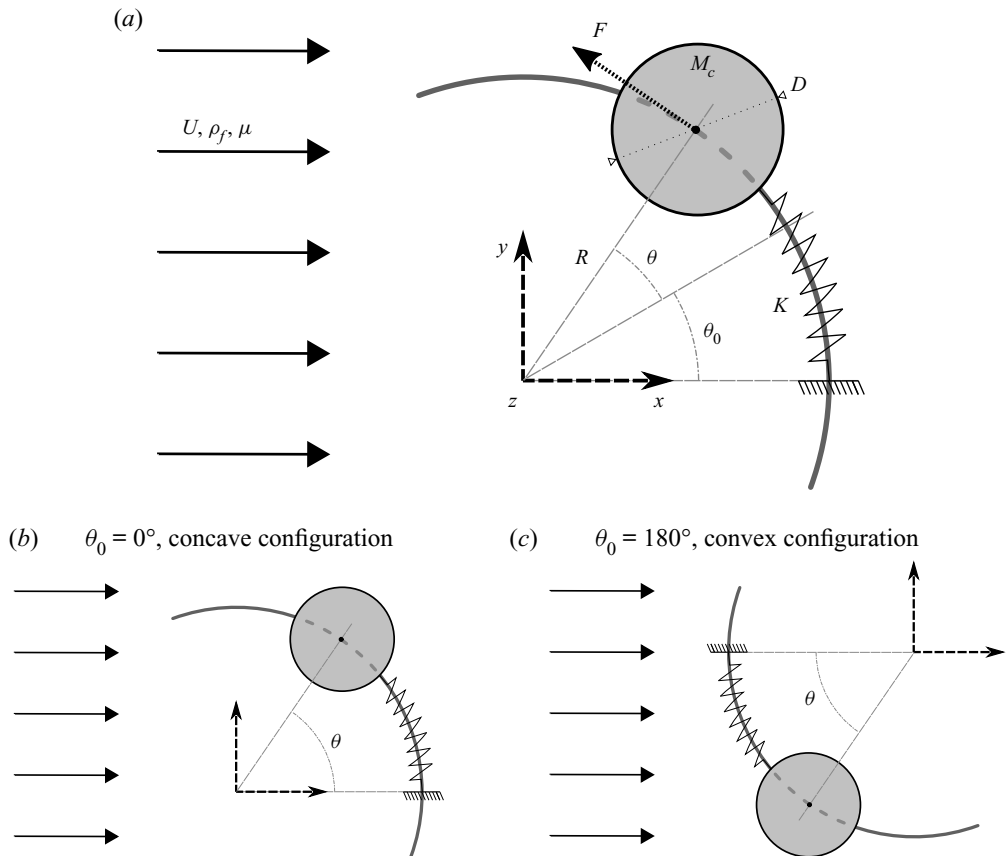 (a)
F
M_c
D
U, ρ_f, μ
y
R
θ
K
θ_0
z
x
(b) θ_0 = 0°, concave configuration
(c) θ_0 = 180°, convex configuration
θ
θ